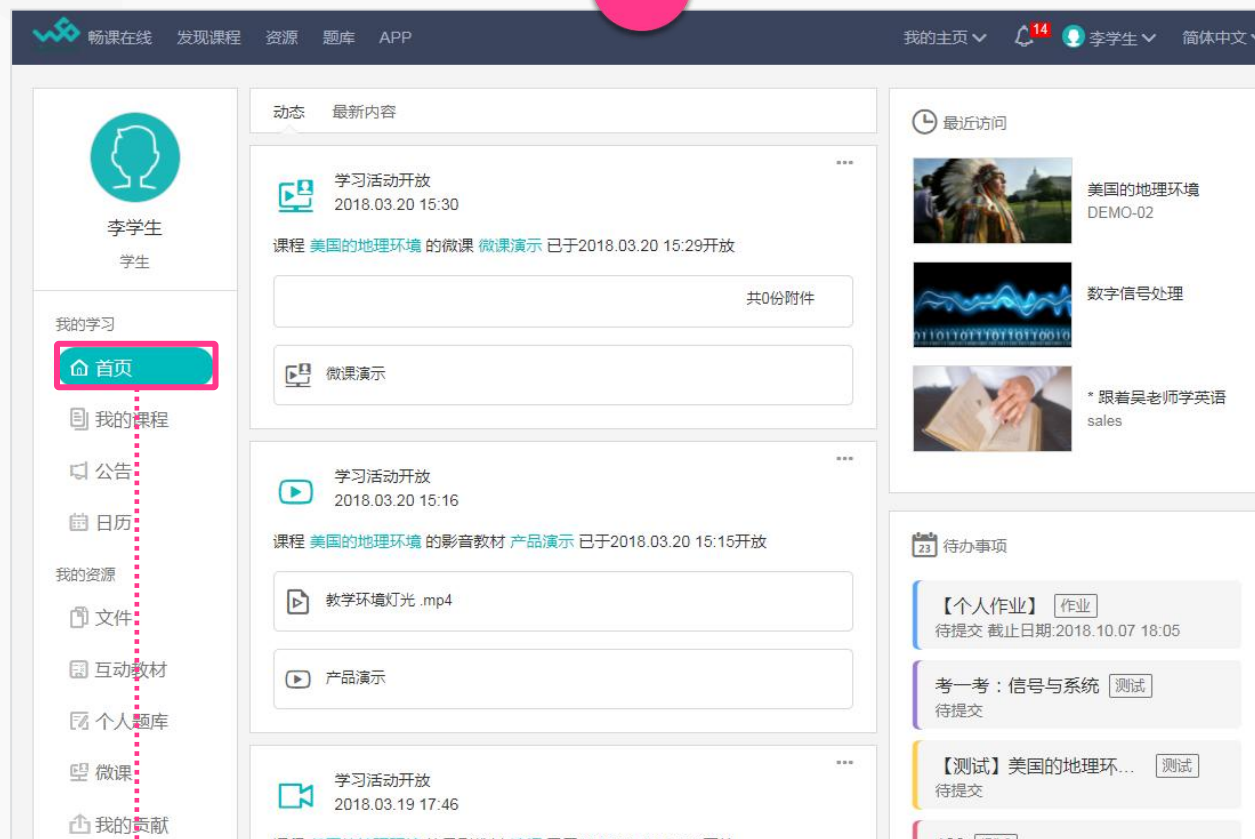 畅课在线 发现课程 资源 题库 APP
我的主页 14 李学生 简体中文
李学生
学生
我的学习
首页
我的课程
公告
日历
我的资源
文件
互动教材
个人题库
微课
我的贡献
动态 最新内容
学习活动开放
2018.03.20 15:30
课程 美国的地理环境 的微课 微课演示 已于2018.03.20 15:29开放
共0份附件
微课演示
学习活动开放
2018.03.20 15:16
课程 美国的地理环境 的影音教材 产品演示 已于2018.03.20 15:15开放
教学环境灯光 .mp4
产品演示
学习活动开放
2018.03.19 17:46
最近访问
美国的地理环境
DEMO-02
数字信号处理
* 跟着吴老师学英语
sales
23 待办事项
【个人作业】 作业
待提交 截止日期:2018.10.07 18:05
考一考：信号与系统 测试
待提交
【测试】美国的地理环... 测试
待提交